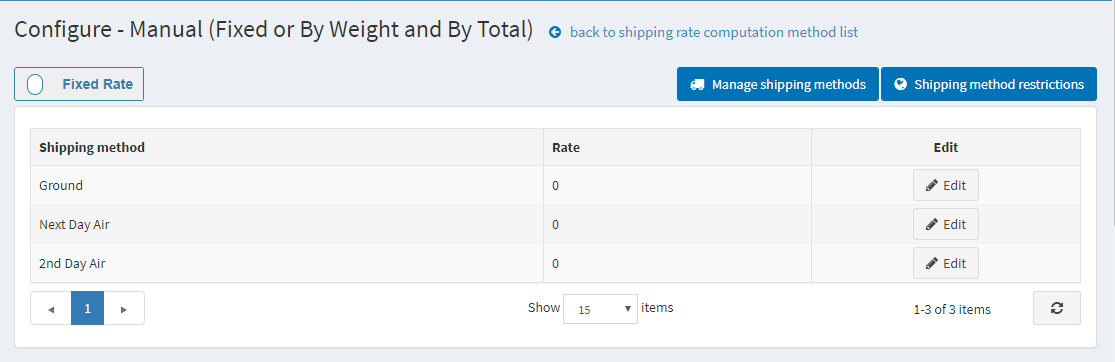 Configure - Manual (Fixed or By Weight and By Total) back to shipping rate computation method list
Fixed Rate Manage shipping methods Shipping method restrictions
Shipping method Rate Edit
Ground 0 Edit
Next Day Air 0 Edit
2nd Day Air 0 Edit
1 Show 15 items 1-3 of 3 items